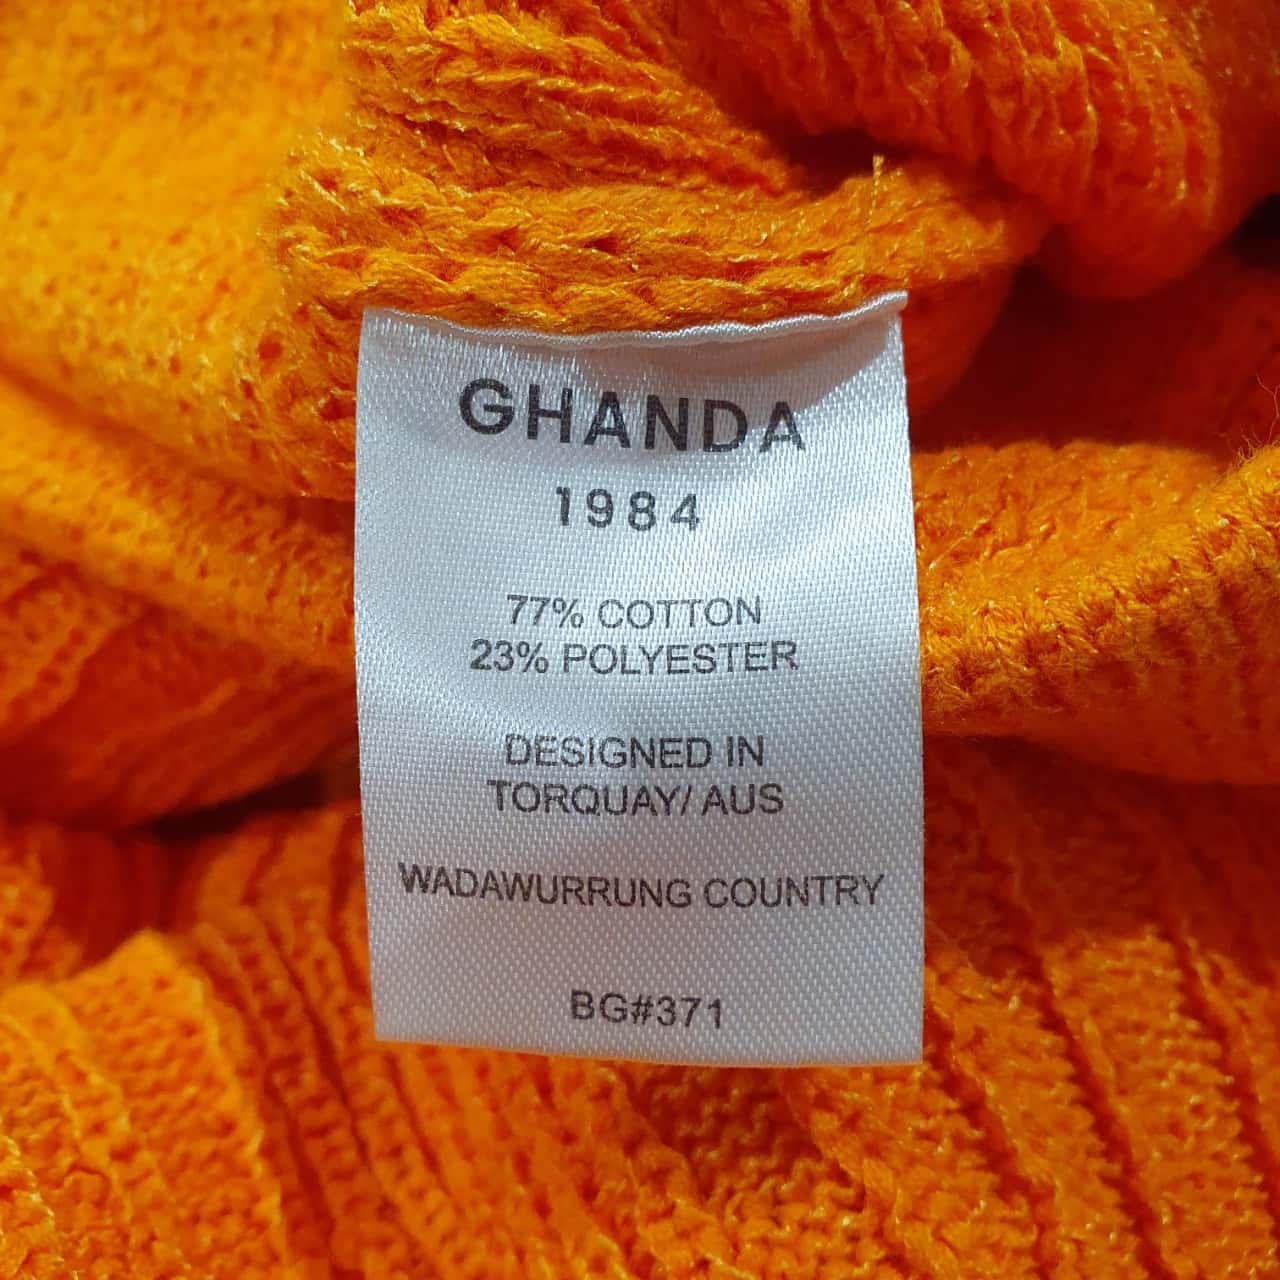 GHANDA
1984
77% COTTON
23% POLYESTER
DESIGNED IN
TORQUAY/ AUS
WADAWURRUNG COUNTRY
BG#371